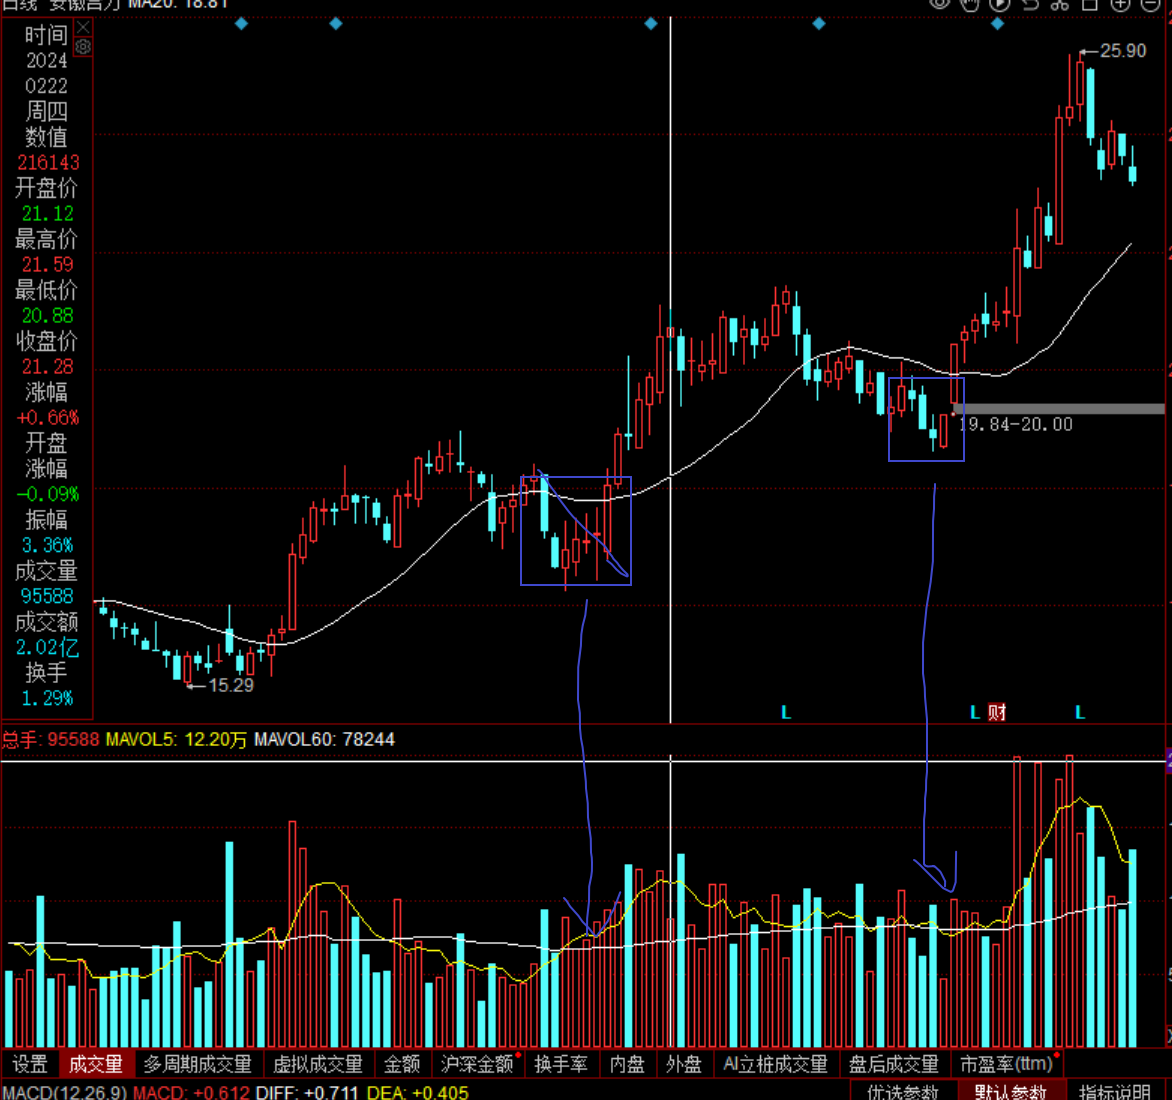 日线 安徽合力 MA20: 18.81
时间
2024
0222
周四
数值
216143
开盘价
21.12
最高价
21.59
最低价
20.88
收盘价
21.28
涨幅
+0.66%
开盘
涨幅
-0.09%
振幅
3.36%
成交量
95588
成交额
2.02亿
换手
1.29%
25.90
19.84-20.00
15.29
L
L 财
L
总手: 95588 MAVOL5: 12.20万 MAVOL60: 78244
设置 成交量 多周期成交量 虚拟成交量 金额 沪深金额 换手率 内盘 外盘 AI立桩成交量 盘后成交量 市盈率(ttm)
MACD(12,26,9) MACD: +0.612 DIFF: +0.711 DEA: +0.405 优选参数 默认参数 指标说明